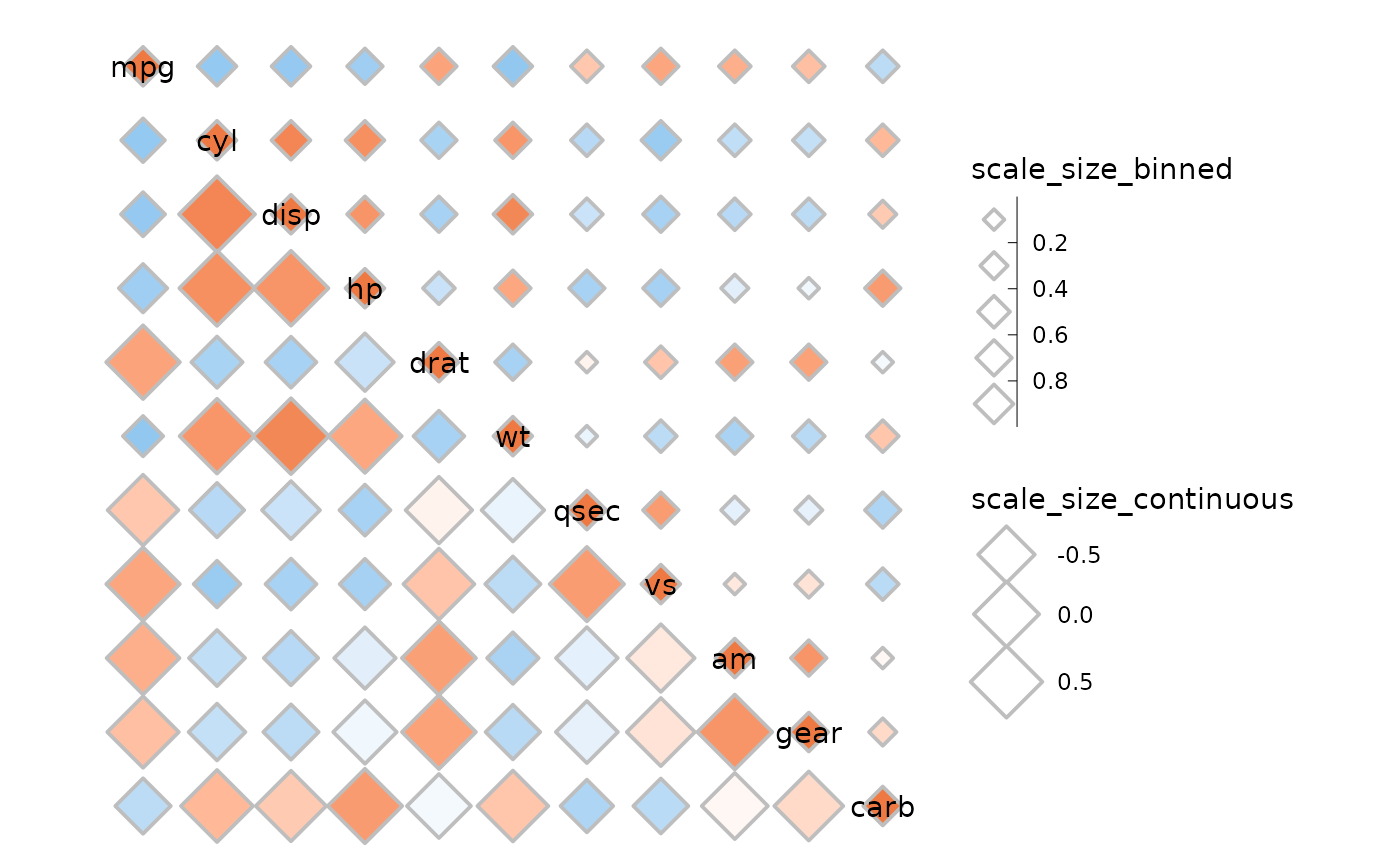 mpg
cyl
disp
hp
drat
wt
qsec
vs
am
gear
carb
scale_size_binned
0.2
0.4
0.6
0.8
scale_size_continuous
-0.5
0.0
0.5